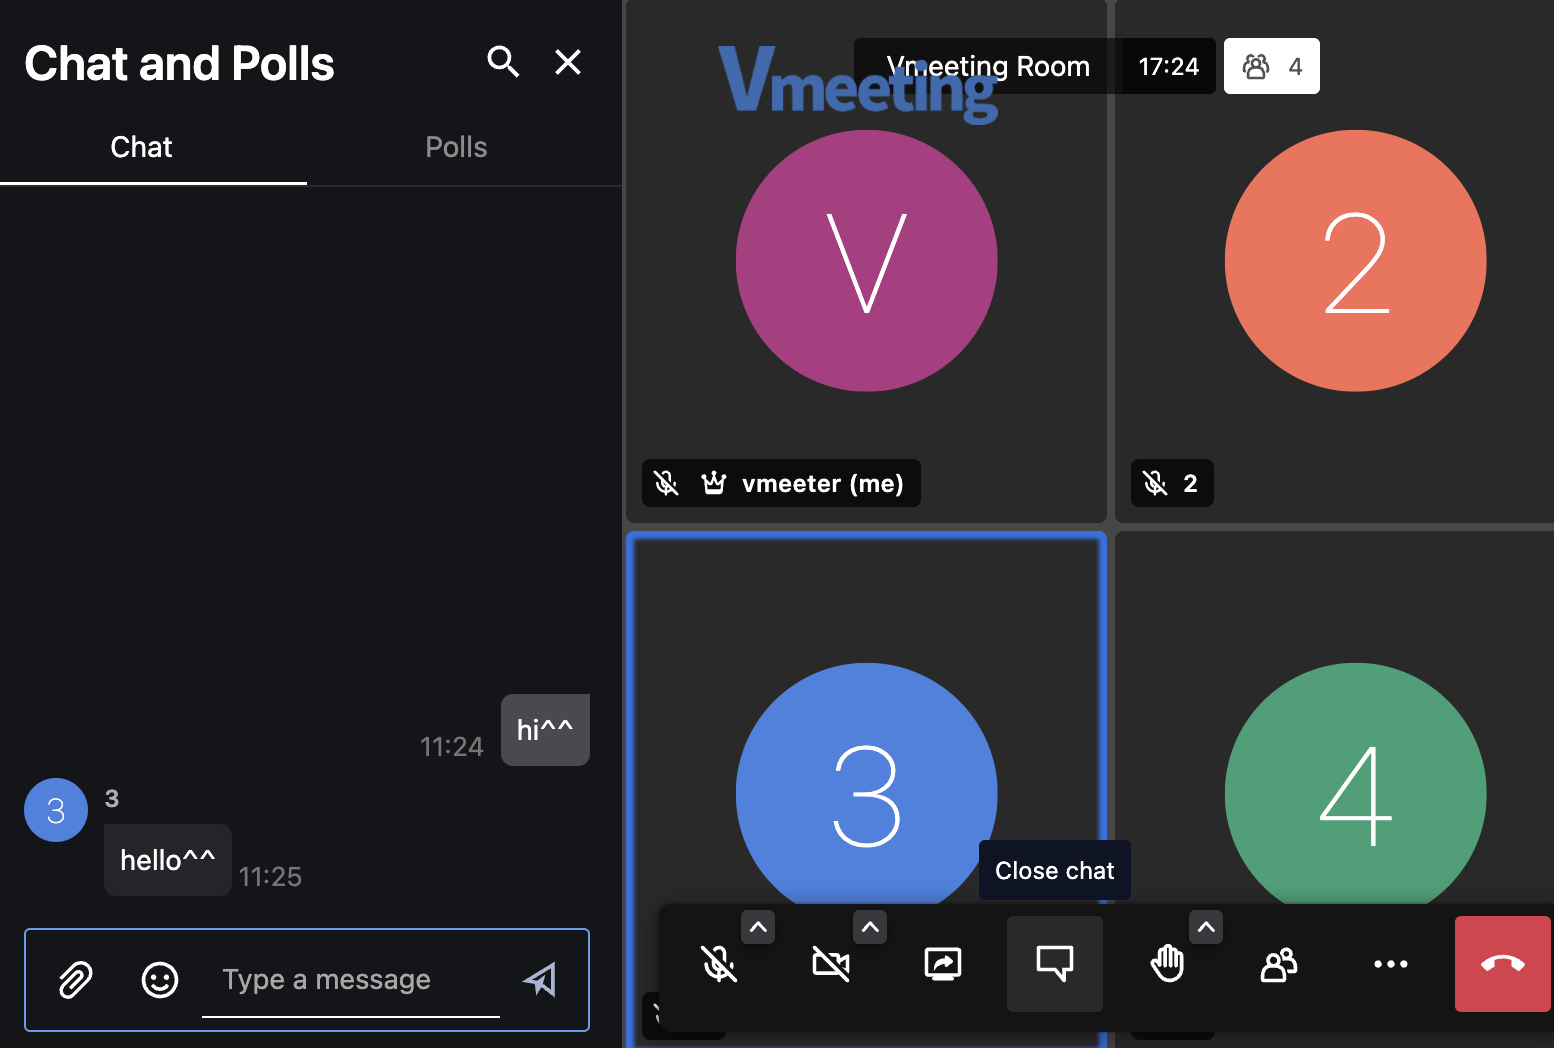 Chat and Polls
Chat
Polls
hi^^
11:24
3
3
hello^^
11:25
Type a message
Vmeeting
Vmeeting Room
17:24
4
V
2
vmeeter (me)
2
3
4
Close chat